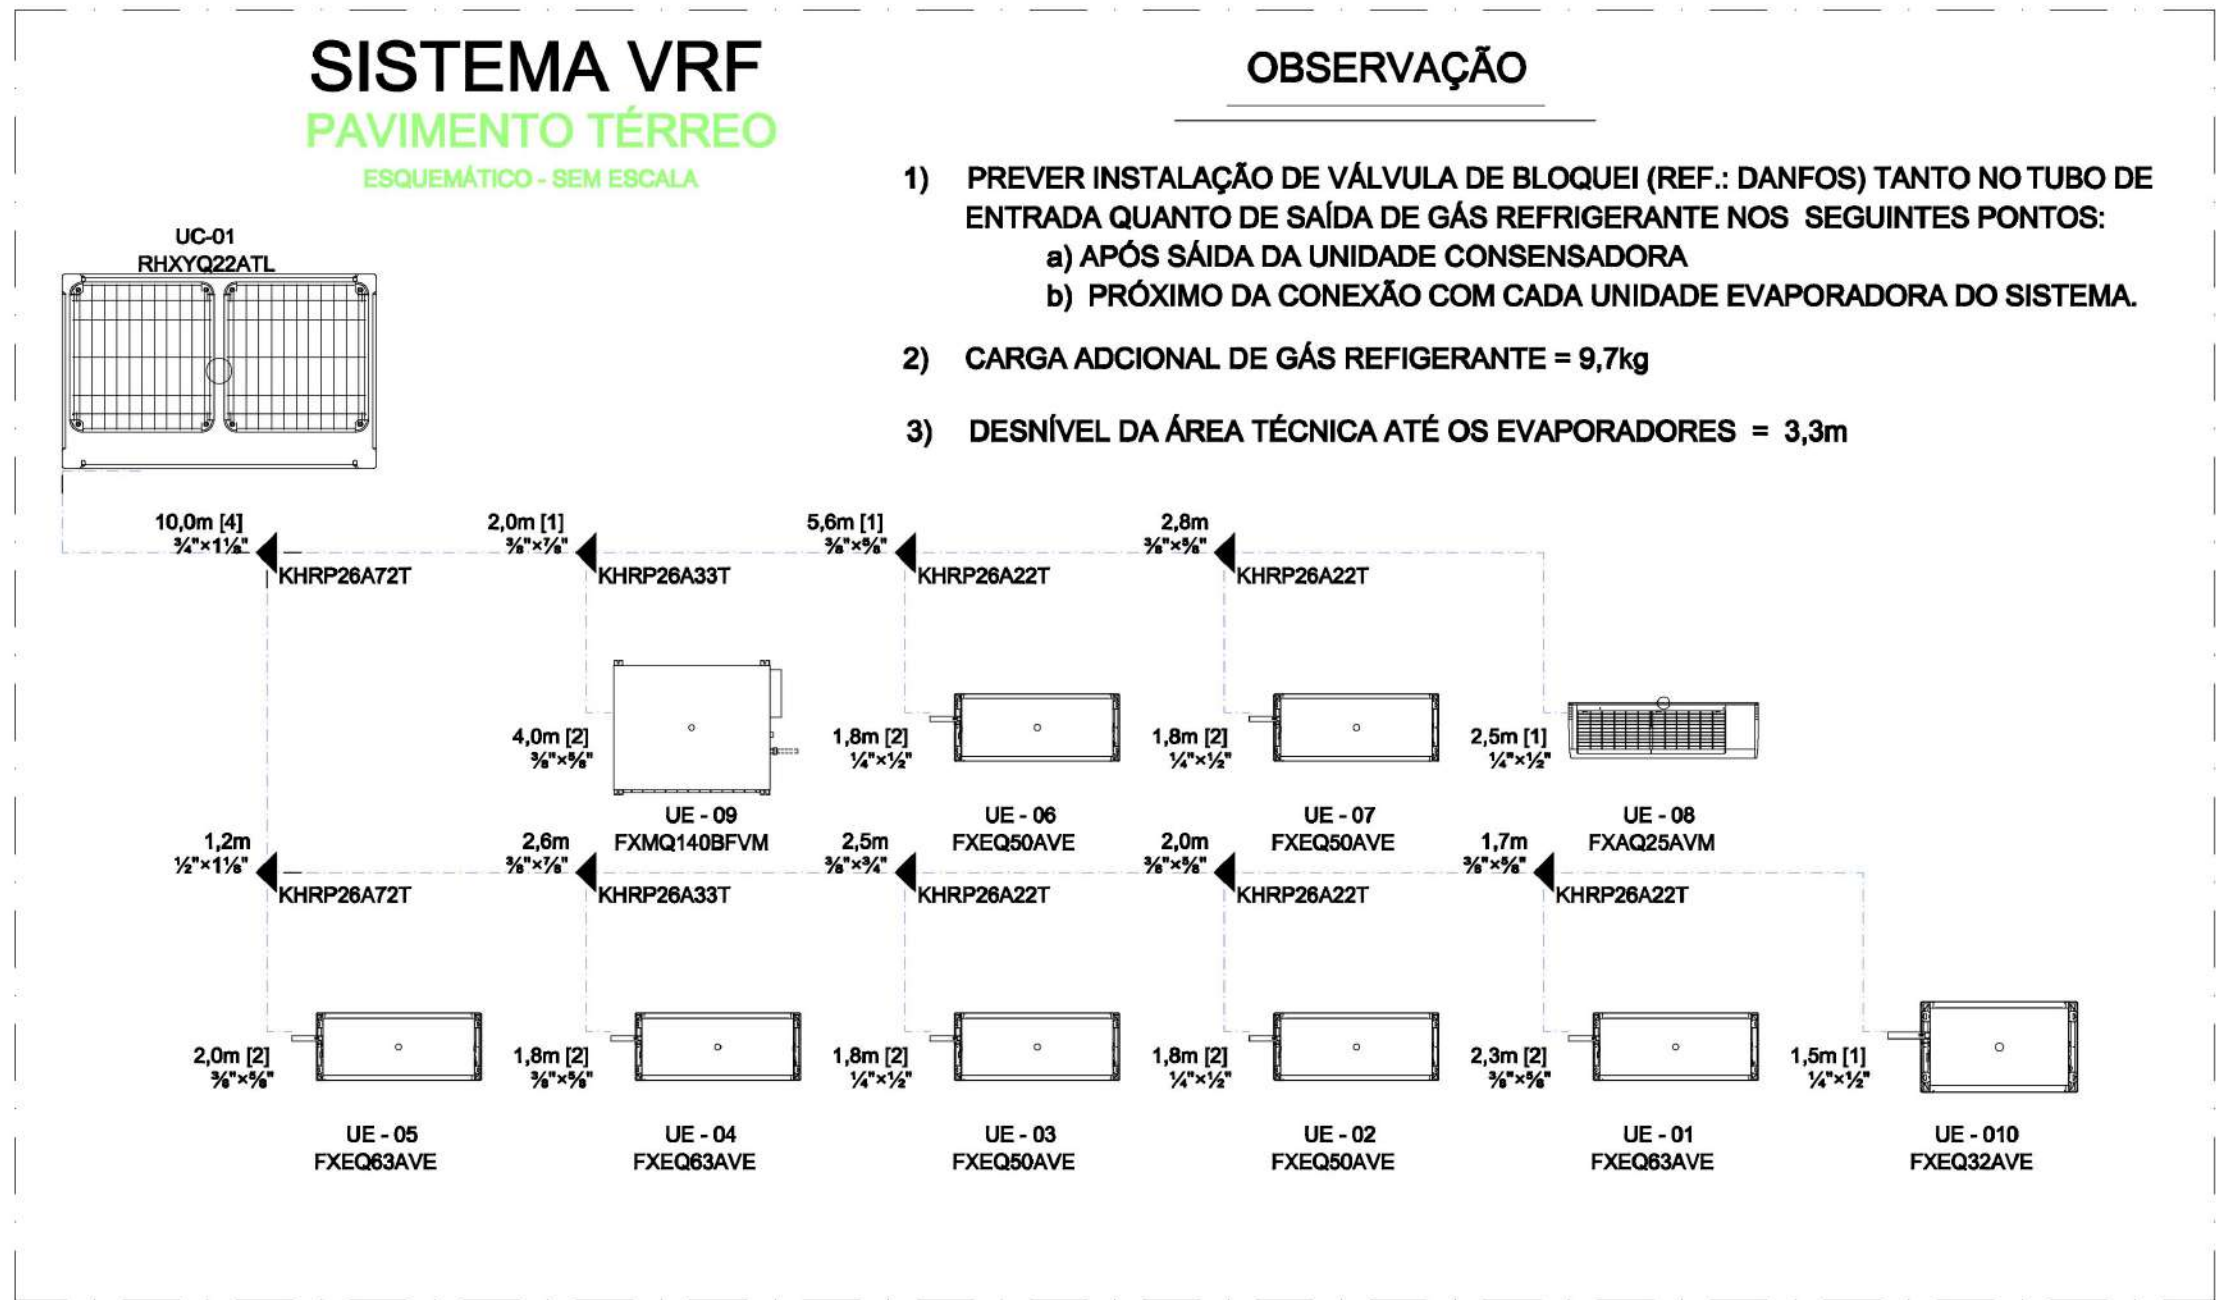 SISTEMA VRF
PAVIMENTO TÉRREO
ESQUEMÁTICO - SEM ESCALA
OBSERVAÇÃO
1) PREVER INSTALAÇÃO DE VÁLVULA DE BLOQUEI (REF.: DANFOS) TANTO NO TUBO DE
ENTRADA QUANTO DE SAÍDA DE GÁS REFRIGERANTE NOS SEGUINTES PONTOS:
a) APÓS SÁIDA DA UNIDADE CONSENSADORA
b) PRÓXIMO DA CONEXÃO COM CADA UNIDADE EVAPORADORA DO SISTEMA.
2) CARGA ADCIONAL DE GÁS REFIGERANTE = 9,7kg
3) DESNÍVEL DA ÁREA TÉCNICA ATÉ OS EVAPORADORES = 3,3m
UC-01
RHXYQ22ATL
10,0m [4]
¾"×1⅛"
KHRP26A72T
2,0m [1]
⅜"×⅞"
KHRP26A33T
5,6m [1]
⅜"×⅝"
KHRP26A22T
2,8m
⅜"×⅝"
KHRP26A22T
4,0m [2]
⅜"×⅝"
UE - 09
FXMQ140BFVM
1,8m [2]
¼"×½"
UE - 06
FXEQ50AVE
1,8m [2]
¼"×½"
UE - 07
FXEQ50AVE
2,5m [1]
¼"×½"
UE - 08
FXAQ25AVM
1,2m
½"×1⅛"
KHRP26A72T
2,6m
⅜"×⅞"
KHRP26A33T
2,5m
⅜"×¾"
KHRP26A22T
2,0m
⅜"×⅝"
KHRP26A22T
1,7m
⅜"×⅝"
KHRP26A22T
2,0m [2]
⅜"×⅝"
UE - 05
FXEQ63AVE
1,8m [2]
⅜"×⅝"
UE - 04
FXEQ63AVE
1,8m [2]
¼"×½"
UE - 03
FXEQ50AVE
1,8m [2]
¼"×½"
UE - 02
FXEQ50AVE
2,3m [2]
⅜"×⅝"
UE - 01
FXEQ63AVE
1,5m [1]
¼"×½"
UE - 010
FXEQ32AVE